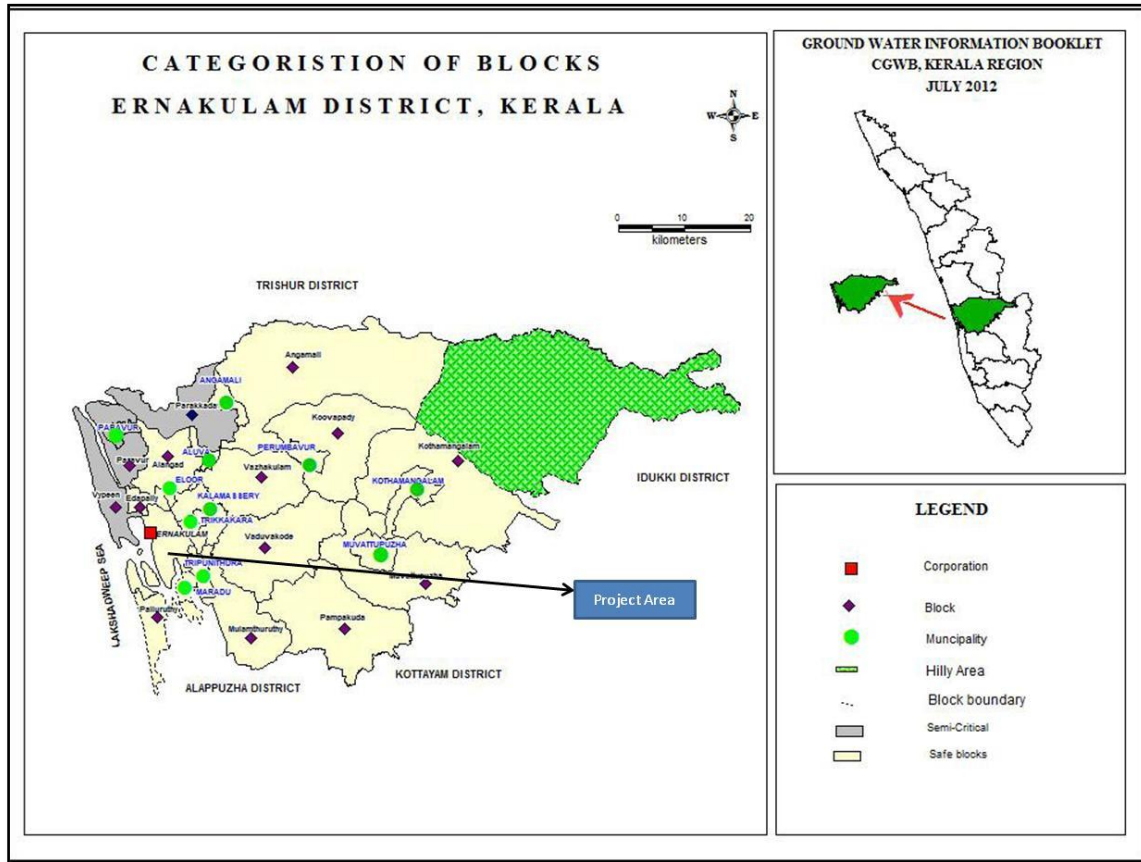 CATEGORISTION OF BLOCKS
ERNAKULAM DISTRICT, KERALA
N
W E
S
0 10 20
kilometers
TRISHUR DISTRICT
Angamali
ANGAMALI
Parakkada
Koovapady
PARAVUR
Kothamangalam
ALUVA
PERUMBAVUR
Paravur
Alangad
Vazhakulam
IDUKKI DISTRICT
ELOOR
KOTHAMANGALAM
Vypeen
Edapally
KALAMASSERY
TRIKKAKARA
ERNAKULAM
Vaduvakode
MUVATTUPUZHA
LAKSHADWEEP SEA
TRIPUNITHURA
MARADU
Project Area
Palluruthy
Pampakuda
Mulamthuruthy
KOTTAYAM DISTRICT
ALAPPUZHA DISTRICT
GROUND WATER INFORMATION BOOKLET
CGWB, KERALA REGION
JULY 2012
LEGEND
Corporation
Block
Muncipality
Hilly Area
Block boundary
Semi-Critical
Safe blocks